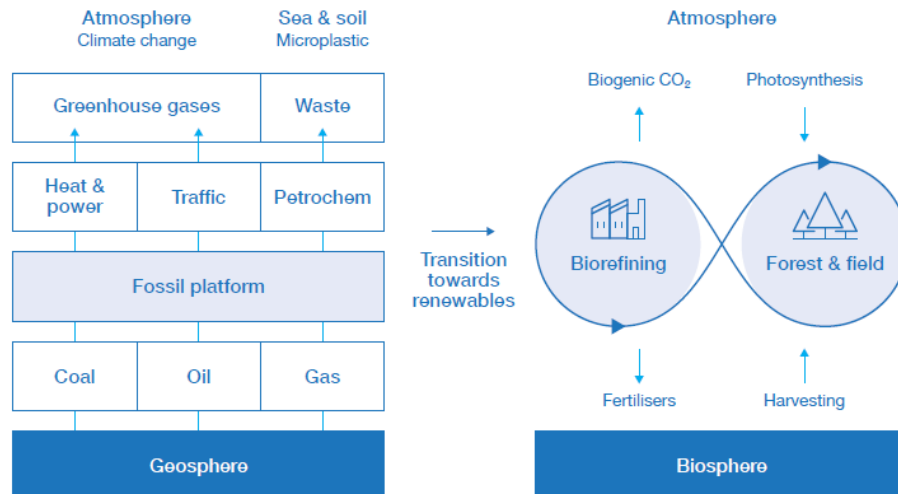 Atmosphere
Climate change
Sea & soil
Microplastic
Greenhouse gases
Waste
Heat &
power
Traffic
Petrochem
Fossil platform
Coal
Oil
Gas
Geosphere
Transition
towards
renewables
Atmosphere
Biogenic CO₂
Photosynthesis
Biorefining
Forest & field
Fertilisers
Harvesting
Biosphere